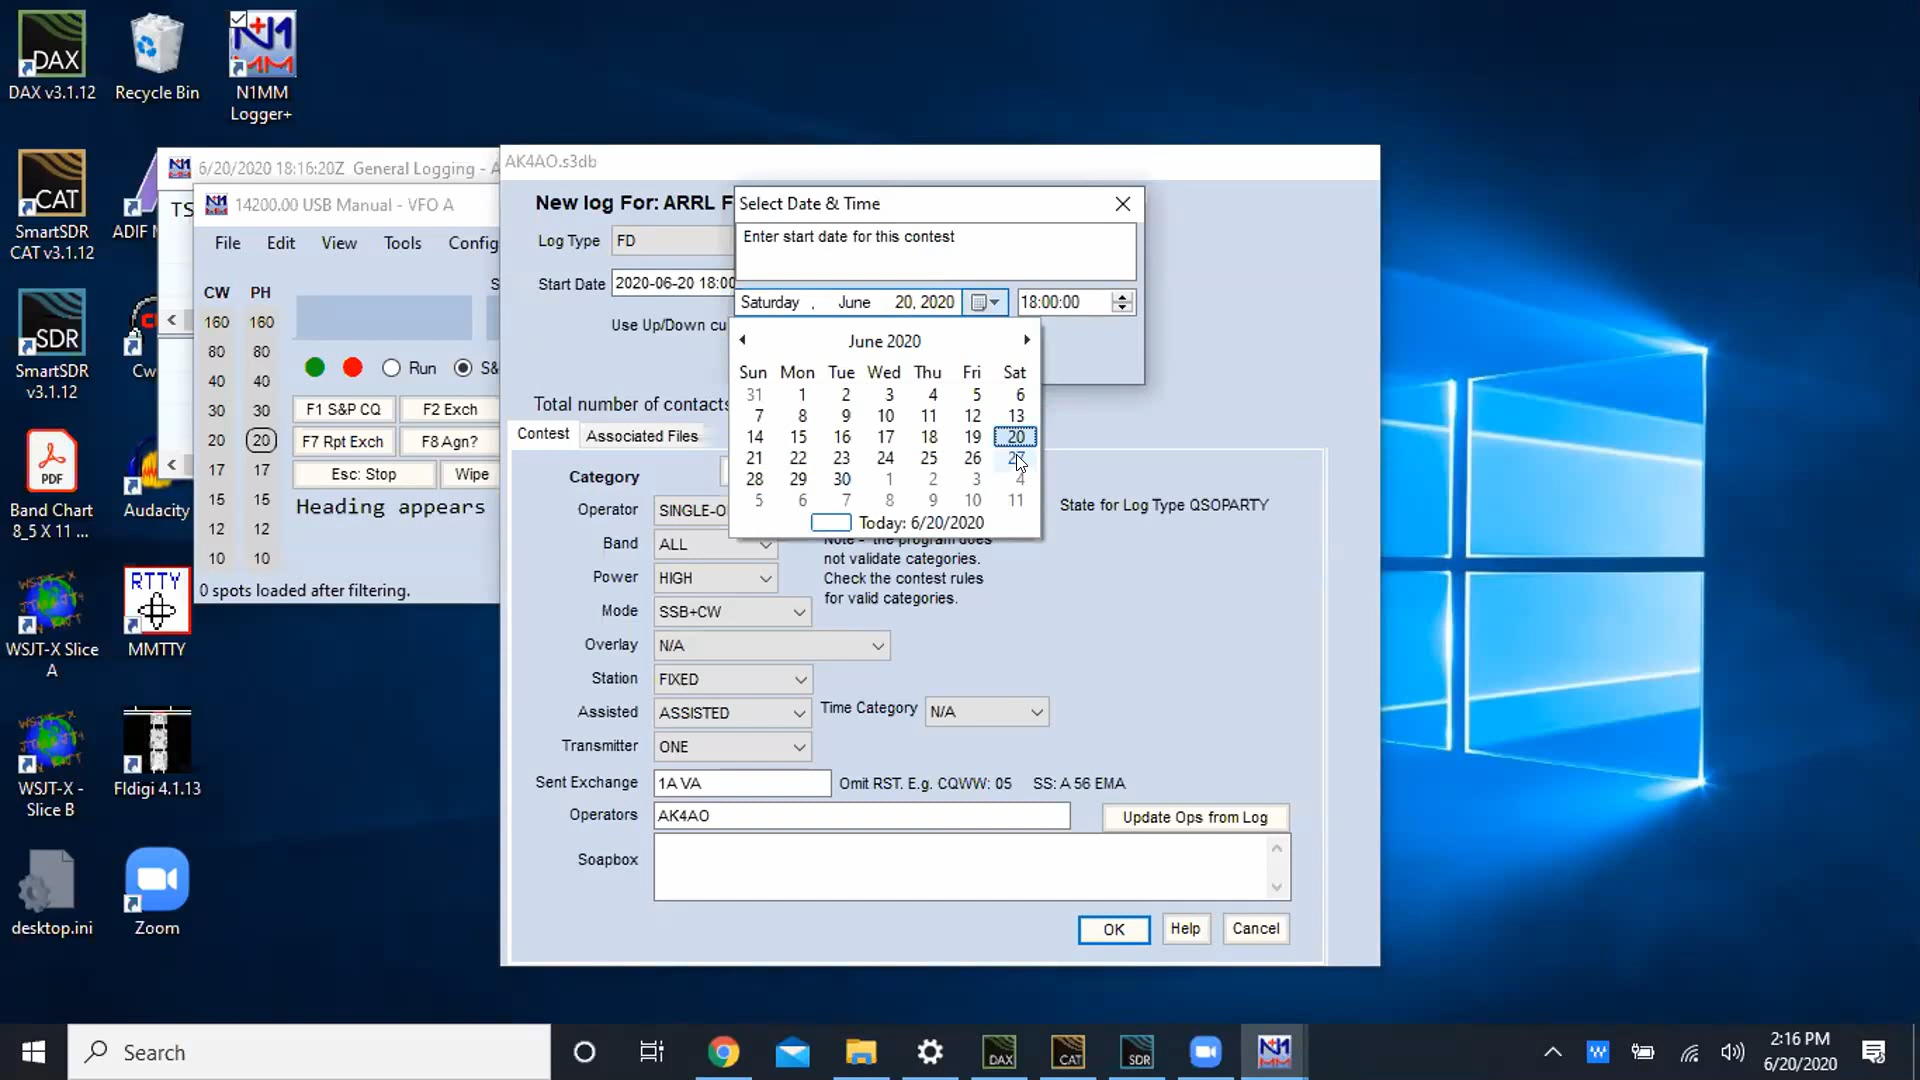 DAX
DAX v3.1.12
Recycle Bin
N1MM
Logger+
CAT
SmartSDR
CAT v3.1.12
ADIF M
SDR
SmartSDR
v3.1.12
Cw
PDF
Band Chart
8_5 X 11 ...
Audacity
WSJT-X Slice
A
RTTY
MMTTY
WSJT-X -
Slice B
Fldigi 4.1.13
desktop.ini
Zoom
6/20/2020 18:16:20Z General Logging - A
TS
14200.00 USB Manual - VFO A
File Edit View Tools Config
S
CW PH
160 160
80 80
40 40
30 30
20 20
17 17
15 15
12 12
10 10
Run S&
F1 S&P CQ F2 Exch
F7 Rpt Exch F8 Agn?
Esc: Stop Wipe
Heading appears
0 spots loaded after filtering.
AK4AO.s3db
New log For: ARRL F
Log Type FD
Start Date 2020-06-20 18:00
Use Up/Down cu
Total number of contacts
Contest Associated Files
Select Date & Time
Enter start date for this contest
Saturday , June 20, 2020 18:00:00
June 2020
Sun Mon Tue Wed Thu Fri Sat
31 1 2 3 4 5 6
7 8 9 10 11 12 13
14 15 16 17 18 19 20
21 22 23 24 25 26 27
28 29 30 1 2 3 4
5 6 7 8 9 10 11
Today: 6/20/2020
Category
Operator SINGLE-O
State for Log Type QSOPARTY
Band ALL
Note - the program does
not validate categories.
Check the contest rules
for valid categories.
Power HIGH
Mode SSB+CW
Overlay N/A
Station FIXED
Assisted ASSISTED Time Category N/A
Transmitter ONE
Sent Exchange 1A VA Omit RST. E.g. CQWW: 05 SS: A 56 EMA
Operators AK4AO Update Ops from Log
Soapbox
OK Help Cancel
Search
DAX CAT SDR
2:16 PM
6/20/2020